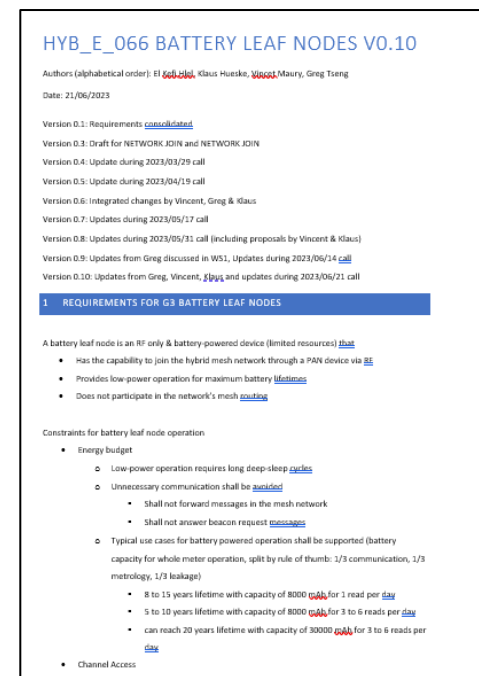 HYB_E_066 BATTERY LEAF NODES V0.10
Authors (alphabetical order): El Kefi Hlel, Klaus Hueske, Vincet Maury, Greg Tseng
Date: 21/06/2023
Version 0.1: Requirements consolidated
Version 0.3: Draft for NETWORK JOIN and NETWORK JOIN
Version 0.4: Update during 2023/03/29 call
Version 0.5: Update during 2023/04/19 call
Version 0.6: Integrated changes by Vincent, Greg & Klaus
Version 0.7: Updates during 2023/05/17 call
Version 0.8: Updates during 2023/05/31 call (including proposals by Vincent & Klaus)
Version 0.9: Updates from Greg discussed in WS1, Updates during 2023/06/14 call
Version 0.10: Updates from Greg, Vincent, Klaus and updates during 2023/06/21 call
1 REQUIREMENTS FOR G3 BATTERY LEAF NODES
A battery leaf node is an RF only & battery-powered device (limited resources) that
• Has the capability to join the hybrid mesh network through a PAN device via RF
• Provides low-power operation for maximum battery lifetimes
• Does not participate in the network's mesh routing
Constraints for battery leaf node operation
• Energy budget
o Low-power operation requires long deep-sleep cycles
o Unnecessary communication shall be avoided
▪ Shall not forward messages in the mesh network
▪ Shall not answer beacon request messages
o Typical use cases for battery powered operation shall be supported (battery
capacity for whole meter operation, split by rule of thumb: 1/3 communication, 1/3
metrology, 1/3 leakage)
▪ 8 to 15 years lifetime with capacity of 8000 mAh for 1 read per day
▪ 5 to 10 years lifetime with capacity of 8000 mAh for 3 to 6 reads per day
▪ can reach 20 years lifetime with capacity of 30000 mAh for 3 to 6 reads per
day
• Channel Access